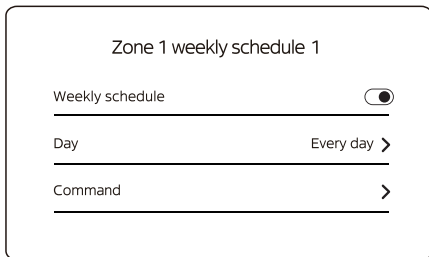 Zone 1 weekly schedule 1
Weekly schedule
Day Every day
Command